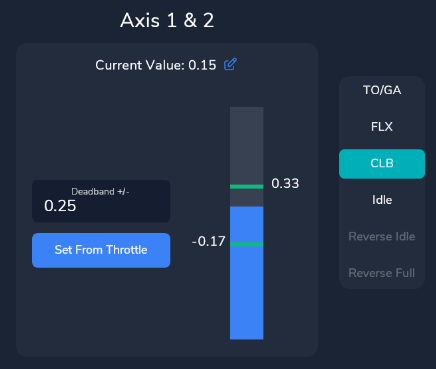 Axis 1 & 2
Current Value: 0.15
TO/GA
FLX
CLB
Idle
Reverse Idle
Reverse Full
Deadband +/-
0.25
Set From Throttle
0.33
-0.17